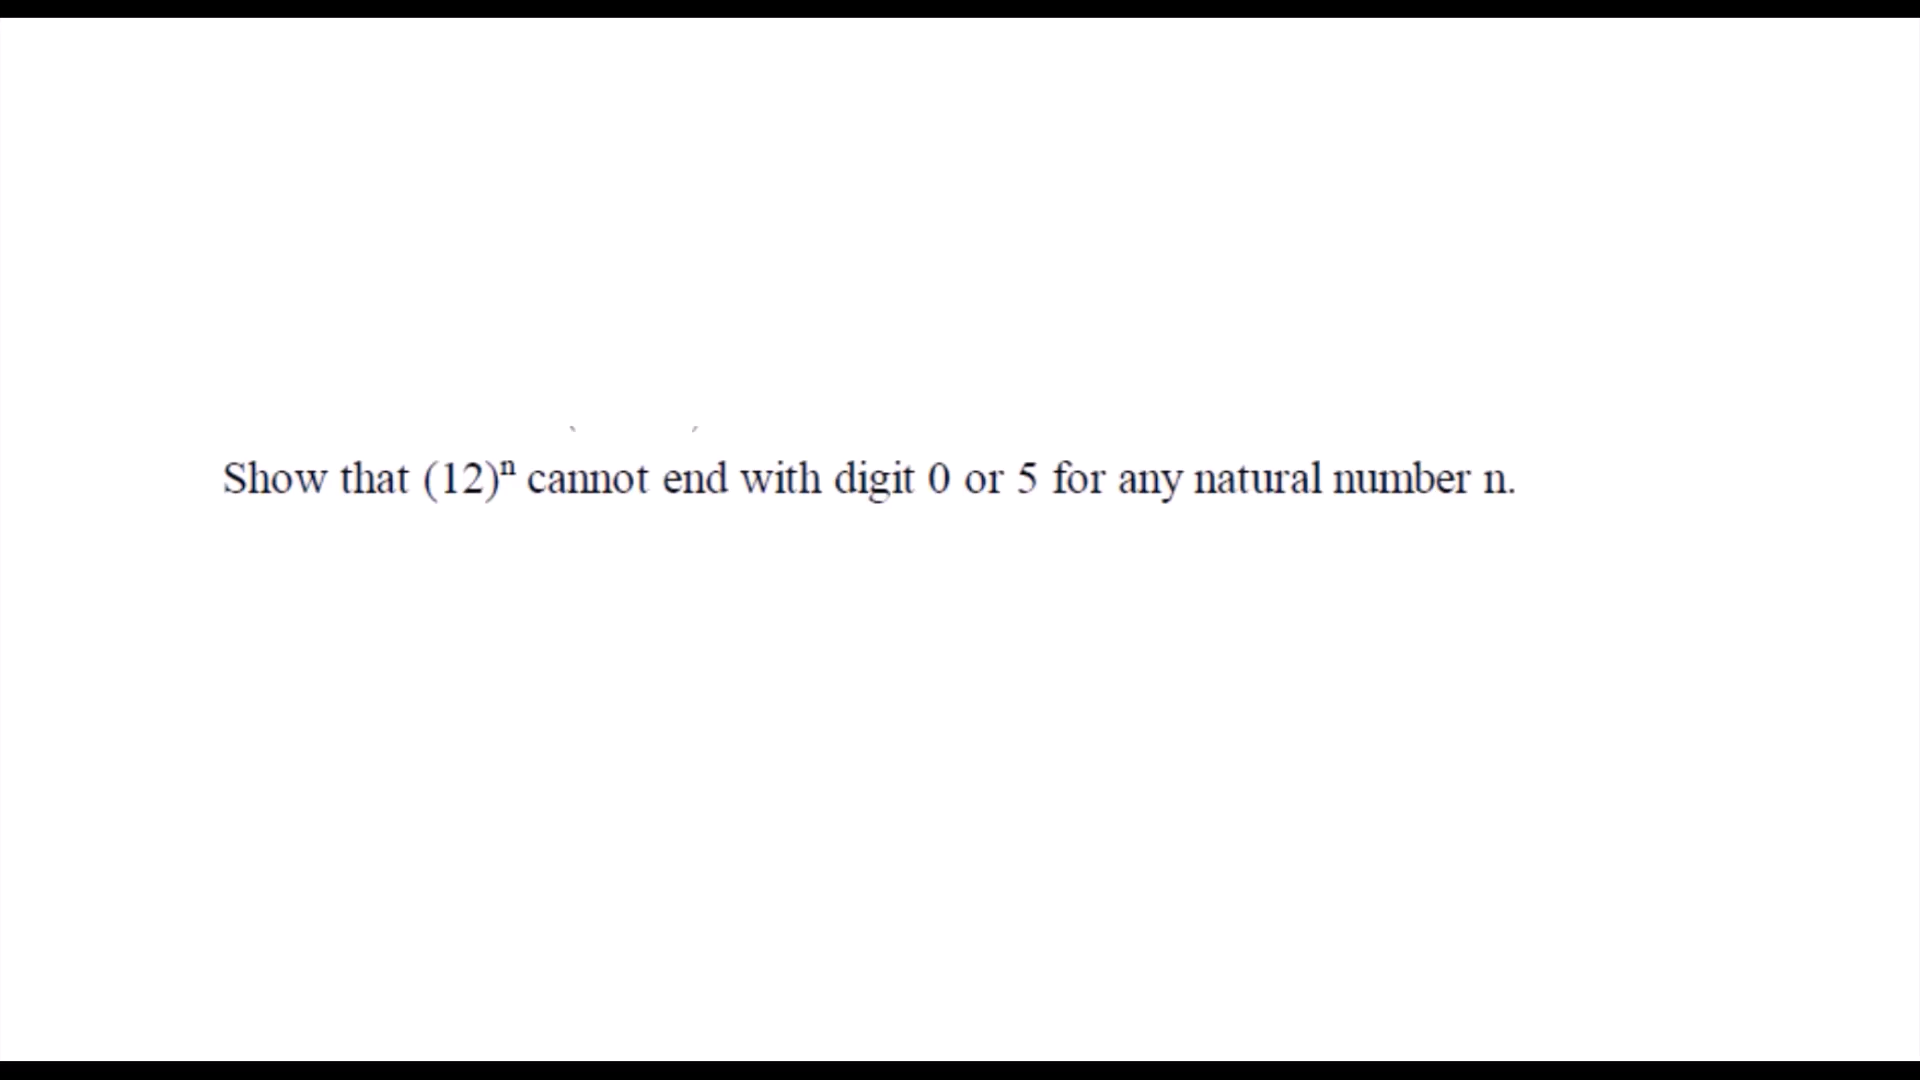 Show that (12)ⁿ cannot end with digit 0 or 5 for any natural number n.